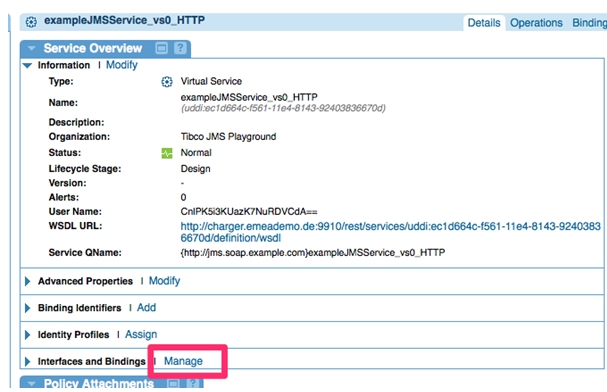 exampleJMSService_vs0_HTTP
Details Operations Binding
Service Overview ?
Information | Modify
Type: Virtual Service
Name: exampleJMSService_vs0_HTTP
(uddi:ec1d664c-f561-11e4-8143-92403836670d)
Description:
Organization: Tibco JMS Playground
Status: Normal
Lifecycle Stage: Design
Version: -
Alerts: 0
User Name: CnIPK5i3KUazK7NuRDVCdA==
WSDL URL: http://charger.emeademo.de:9910/rest/services/uddi:ec1d664c-f561-11e4-8143-9240383
6670d/definition/wsdl
Service QName: {http://jms.soap.example.com}exampleJMSService_vs0_HTTP
Advanced Properties | Modify
Binding Identifiers | Add
Identity Profiles | Assign
Interfaces and Bindings | Manage
Policy Attachments ?